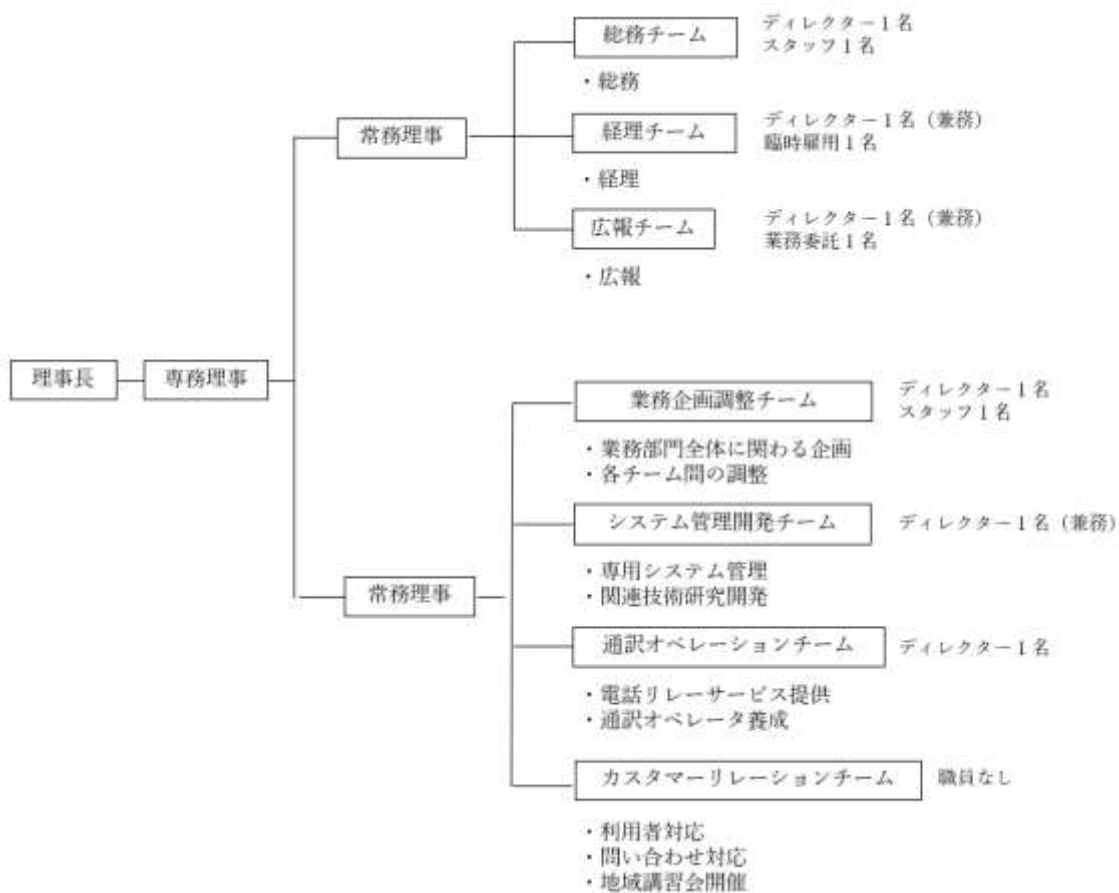 ディレクター1名
総務チーム
スタッフ1名
・総務
常務理事
経理チーム
ディレクター1名（兼務）
臨時雇用1名
・経理
広報チーム
ディレクター1名（兼務）
業務委託1名
・広報
理事長
専務理事
業務企画調整チーム
ディレクター1名
スタッフ1名
・業務部門全体に関わる企画
・各チーム間の調整
システム管理開発チーム
ディレクター1名（兼務）
・専用システム管理
・関連技術研究開発
常務理事
通訳オペレーションチーム
ディレクター1名
・電話リレーサービス提供
・通訳オペレータ養成
カスタマーリレーションチーム
職員なし
・利用者対応
・問い合わせ対応
・地域講習会開催